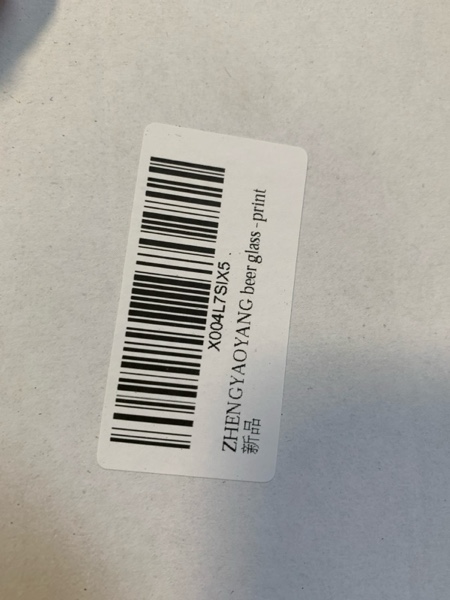 X004L7SIX5
ZHENGYAOYANG beer glass - print
新品